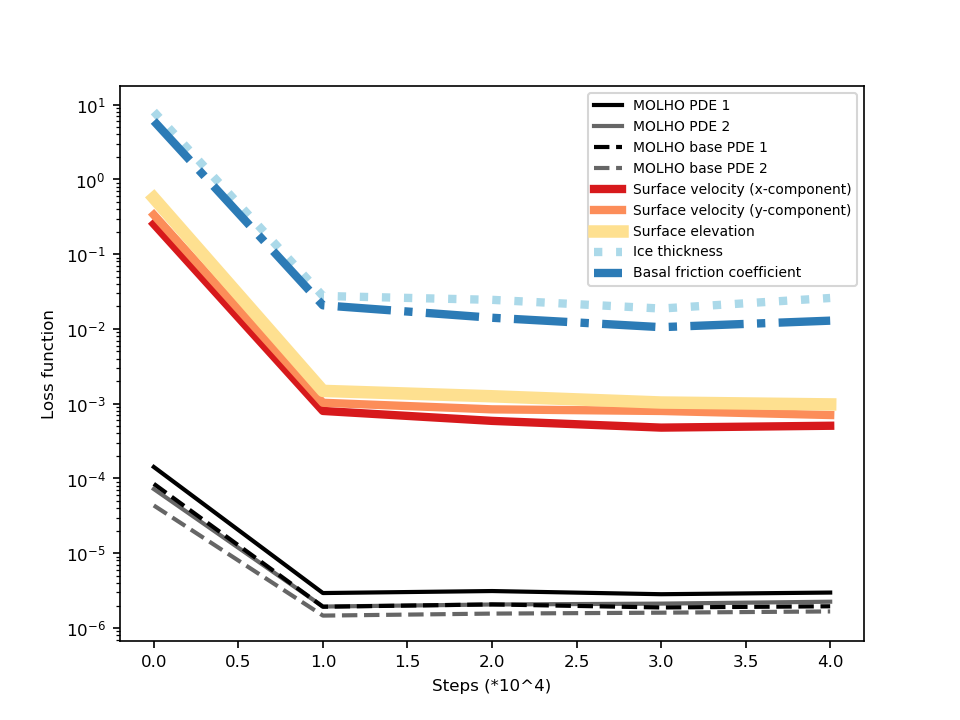 MOLHO PDE 1
MOLHO PDE 2
MOLHO base PDE 1
MOLHO base PDE 2
Surface velocity (x-component)
Surface velocity (y-component)
Surface elevation
Ice thickness
Basal friction coefficient
Loss function
10^1
10^0
10^−1
10^−2
10^−3
10^−4
10^−5
10^−6
0.0 0.5 1.0 1.5 2.0 2.5 3.0 3.5 4.0
Steps (*10^4)